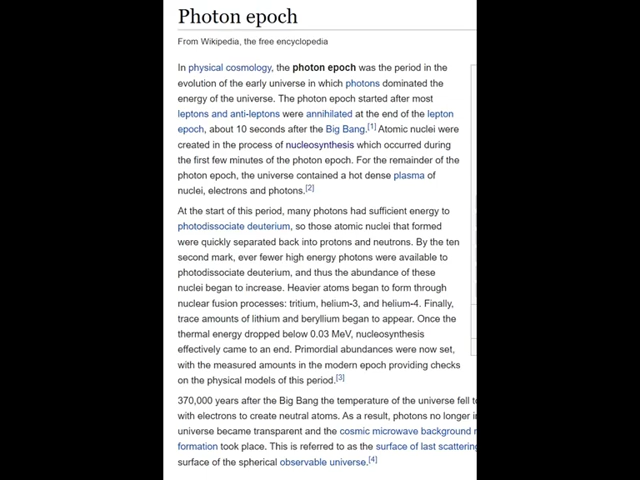 Photon epoch
From Wikipedia, the free encyclopedia
In physical cosmology, the photon epoch was the period in the
evolution of the early universe in which photons dominated the
energy of the universe. The photon epoch started after most
leptons and anti-leptons were annihilated at the end of the lepton
epoch, about 10 seconds after the Big Bang.[1] Atomic nuclei were
created in the process of nucleosynthesis which occurred during
the first few minutes of the photon epoch. For the remainder of the
photon epoch, the universe contained a hot dense plasma of
nuclei, electrons and photons.[2]
At the start of this period, many photons had sufficient energy to
photodissociate deuterium, so those atomic nuclei that formed
were quickly separated back into protons and neutrons. By the ten
second mark, ever fewer high energy photons were available to
photodissociate deuterium, and thus the abundance of these
nuclei began to increase. Heavier atoms began to form through
nuclear fusion processes: tritium, helium-3, and helium-4. Finally,
trace amounts of lithium and beryllium began to appear. Once the
thermal energy dropped below 0.03 MeV, nucleosynthesis
effectively came to an end. Primordial abundances were now set,
with the measured amounts in the modern epoch providing checks
on the physical models of this period.[3]
370,000 years after the Big Bang the temperature of the universe fell
with electrons to create neutral atoms. As a result, photons no longer
universe became transparent and the cosmic microwave background
formation took place. This is referred to as the surface of last scattering
surface of the spherical observable universe.[4]